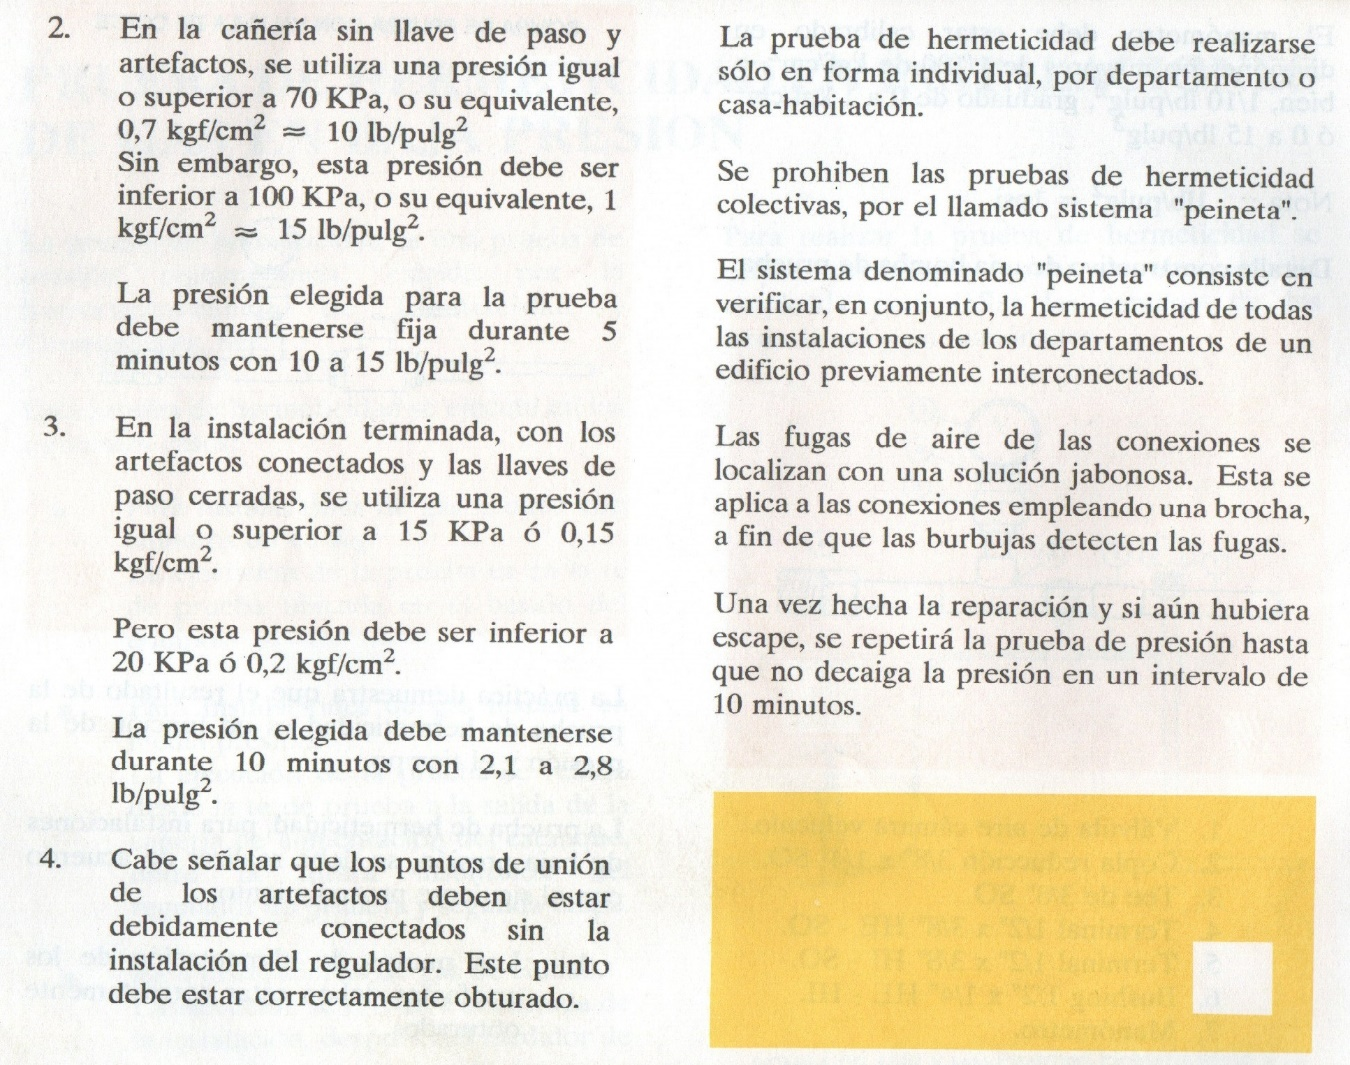 2. En la cañería sin llave de paso y
artefactos, se utiliza una presión igual
o superior a 70 KPa, o su equivalente,
0,7 kgf/cm² ≈ 10 lb/pulg²
Sin embargo, esta presión debe ser
inferior a 100 KPa, o su equivalente, 1
kgf/cm² ≈ 15 lb/pulg².
La presión elegida para la prueba
debe mantenerse fija durante 5
minutos con 10 a 15 lb/pulg².
3. En la instalación terminada, con los
artefactos conectados y las llaves de
paso cerradas, se utiliza una presión
igual o superior a 15 KPa ó 0,15
kgf/cm².
Pero esta presión debe ser inferior a
20 KPa ó 0,2 kgf/cm².
La presión elegida debe mantenerse
durante 10 minutos con 2,1 a 2,8
lb/pulg².
4. Cabe señalar que los puntos de unión
de los artefactos deben estar
debidamente conectados sin la
instalación del regulador. Este punto
debe estar correctamente obturado.
La prueba de hermeticidad debe realizarse
sólo en forma individual, por departamento o
casa-habitación.
Se prohiben las pruebas de hermeticidad
colectivas, por el llamado sistema "peineta".
El sistema denominado "peineta" consiste en
verificar, en conjunto, la hermeticidad de todas
las instalaciones de los departamentos de un
edificio previamente interconectados.
Las fugas de aire de las conexiones se
localizan con una solución jabonosa. Esta se
aplica a las conexiones empleando una brocha,
a fin de que las burbujas detecten las fugas.
Una vez hecha la reparación y si aún hubiera
escape, se repetirá la prueba de presión hasta
que no decaiga la presión en un intervalo de
10 minutos.